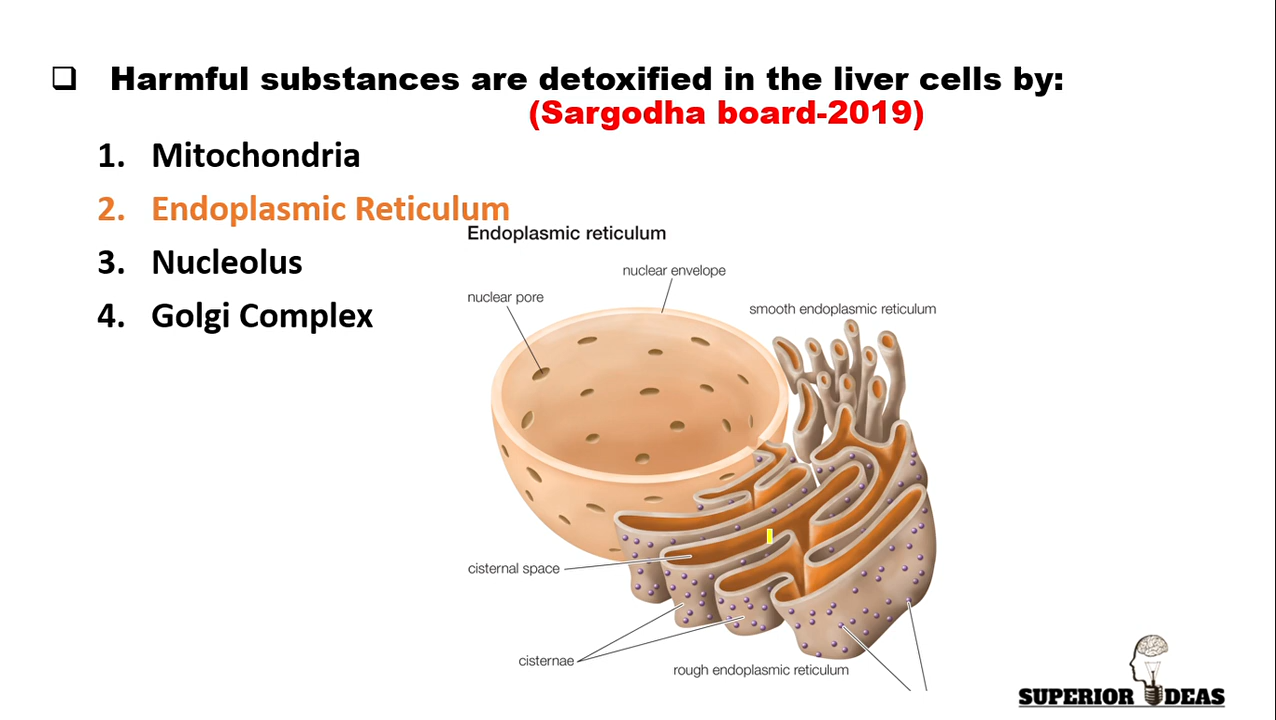 ❑ Harmful substances are detoxified in the liver cells by:
(Sargodha board-2019)
1. Mitochondria
2. Endoplasmic Reticulum
3. Nucleolus
4. Golgi Complex
Endoplasmic reticulum
nuclear envelope
nuclear pore
smooth endoplasmic reticulum
cisternal space
cisternae
rough endoplasmic reticulum
SUPERIOR IDEAS